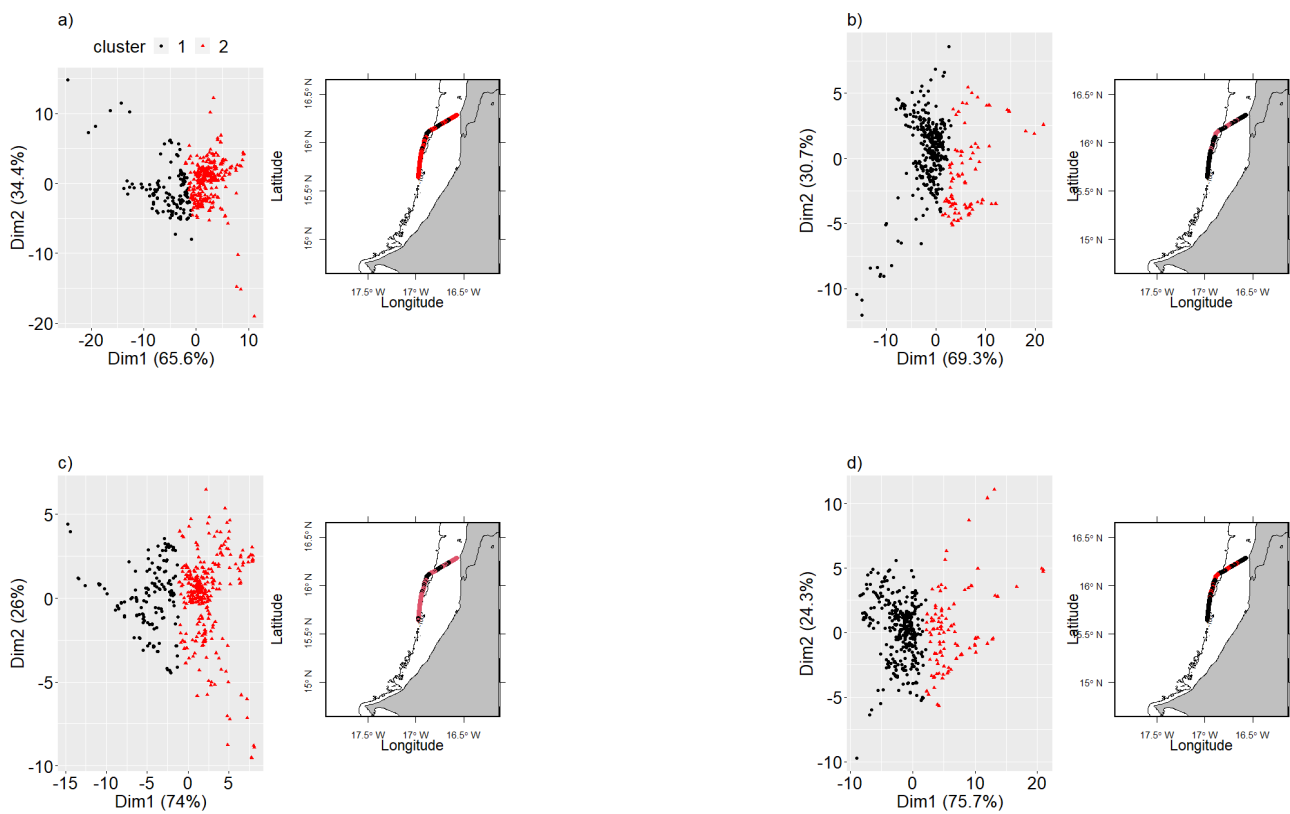 a)
cluster 1 2
10
0
-10
-20
Dim2 (34.4%)
-20 -10 0 10
Dim1 (65.6%)
16.5° N
16° N
15.5° N
15° N
Latitude
17.5° W 17° W 16.5° W
Longitude
b)
5
0
-5
-10
Dim2 (30.7%)
-10 0 10 20
Dim1 (69.3%)
16.5° N
16° N
15.5° N
15° N
Latitude
17.5° W 17° W 16.5° W
Longitude
c)
5
0
-5
-10
Dim2 (26%)
-15 -10 -5 0 5
Dim1 (74%)
16.5° N
16° N
15.5° N
15° N
Latitude
17.5° W 17° W 16.5° W
Longitude
d)
10
5
0
-5
-10
Dim2 (24.3%)
-10 0 10 20
Dim1 (75.7%)
16.5° N
16° N
15.5° N
15° N
Latitude
17.5° W 17° W 16.5° W
Longitude